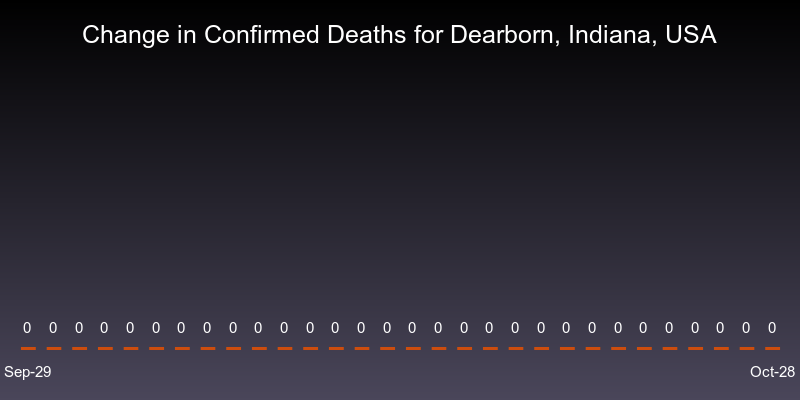 Change in Confirmed Deaths for Dearborn, Indiana, USA
0 0 0 0 0 0 0 0 0 0 0 0 0 0 0 0 0 0 0 0 0 0 0 0 0 0 0 0 0 0
Sep-29 Oct-28